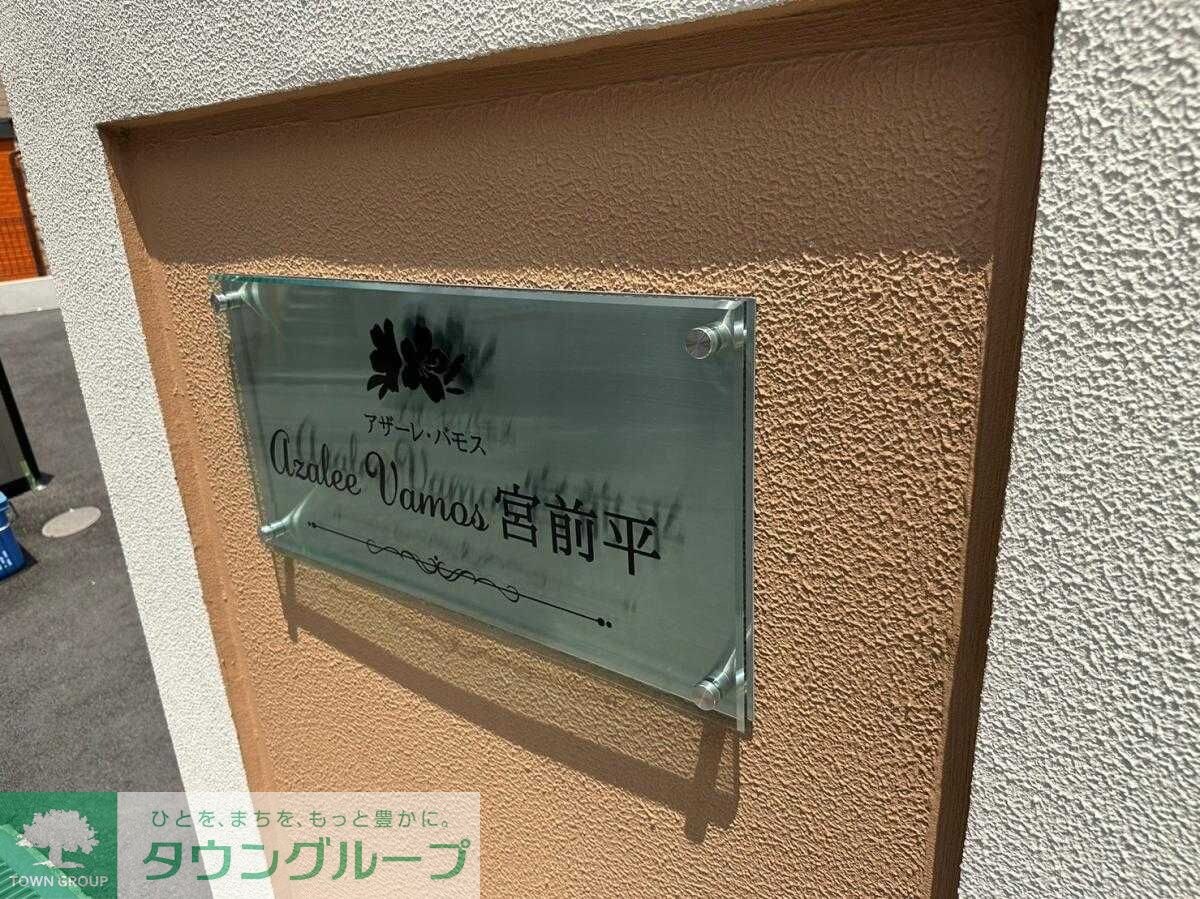 アザーレ・バモス
Azalee Vamos 宮前平
ひとを、まちを、もっと豊かに。
タウングループ
TOWN GROUP